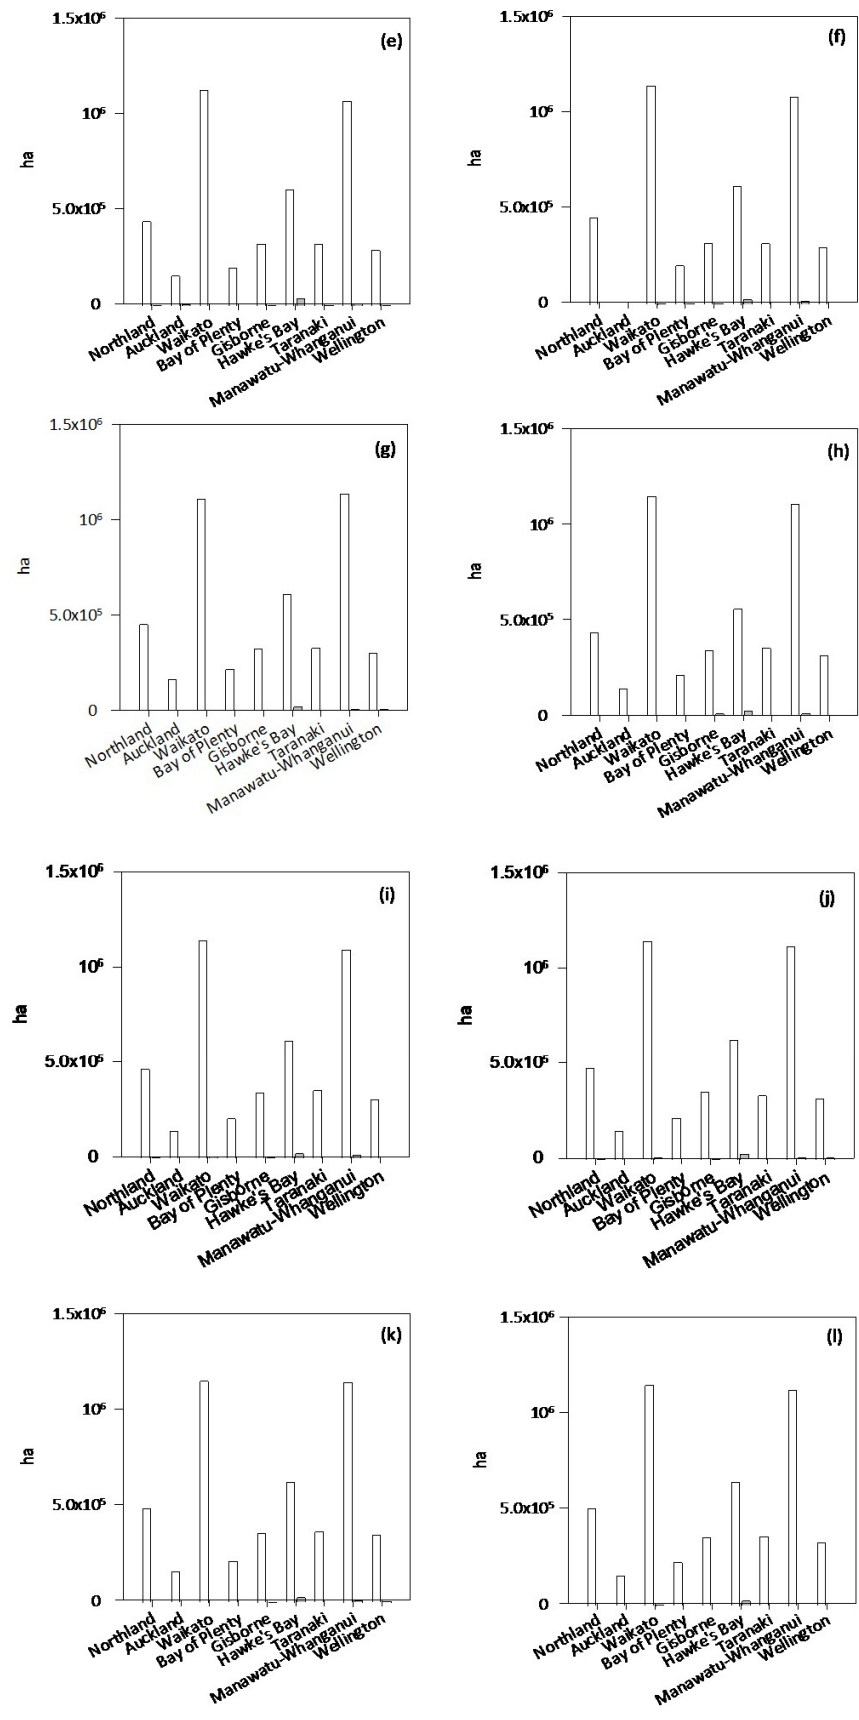 1.5x10⁶
(e)
10⁶
ha
5.0x10⁵
0
Northland
Auckland
Waikato
Bay of Plenty
Gisborne
Hawke's Bay
Taranaki
Manawatu-Whanganui
Wellington
1.5x10⁶
(f)
10⁶
ha
5.0x10⁵
0
Northland
Auckland
Waikato
Bay of Plenty
Gisborne
Hawke's Bay
Taranaki
Manawatu-Whanganui
Wellington
1.5x10⁶
(g)
10⁶
ha
5.0x10⁵
0
Northland
Auckland
Waikato
Bay of Plenty
Gisborne
Hawke's Bay
Taranaki
Manawatu-Whanganui
Wellington
1.5x10⁶
(h)
10⁶
ha
5.0x10⁵
0
Northland
Auckland
Waikato
Bay of Plenty
Gisborne
Hawke's Bay
Taranaki
Manawatu-Whanganui
Wellington
1.5x10⁶
(i)
10⁶
ha
5.0x10⁵
0
Northland
Auckland
Waikato
Bay of Plenty
Gisborne
Hawke's Bay
Taranaki
Manawatu-Whanganui
Wellington
1.5x10⁶
(j)
10⁶
ha
5.0x10⁵
0
Northland
Auckland
Waikato
Bay of Plenty
Gisborne
Hawke's Bay
Taranaki
Manawatu-Whanganui
Wellington
1.5x10⁶
(k)
10⁶
ha
5.0x10⁵
0
Northland
Auckland
Waikato
Bay of Plenty
Gisborne
Hawke's Bay
Taranaki
Manawatu-Whanganui
Wellington
1.5x10⁶
(l)
10⁶
ha
5.0x10⁵
0
Northland
Auckland
Waikato
Bay of Plenty
Gisborne
Hawke's Bay
Taranaki
Manawatu-Whanganui
Wellington